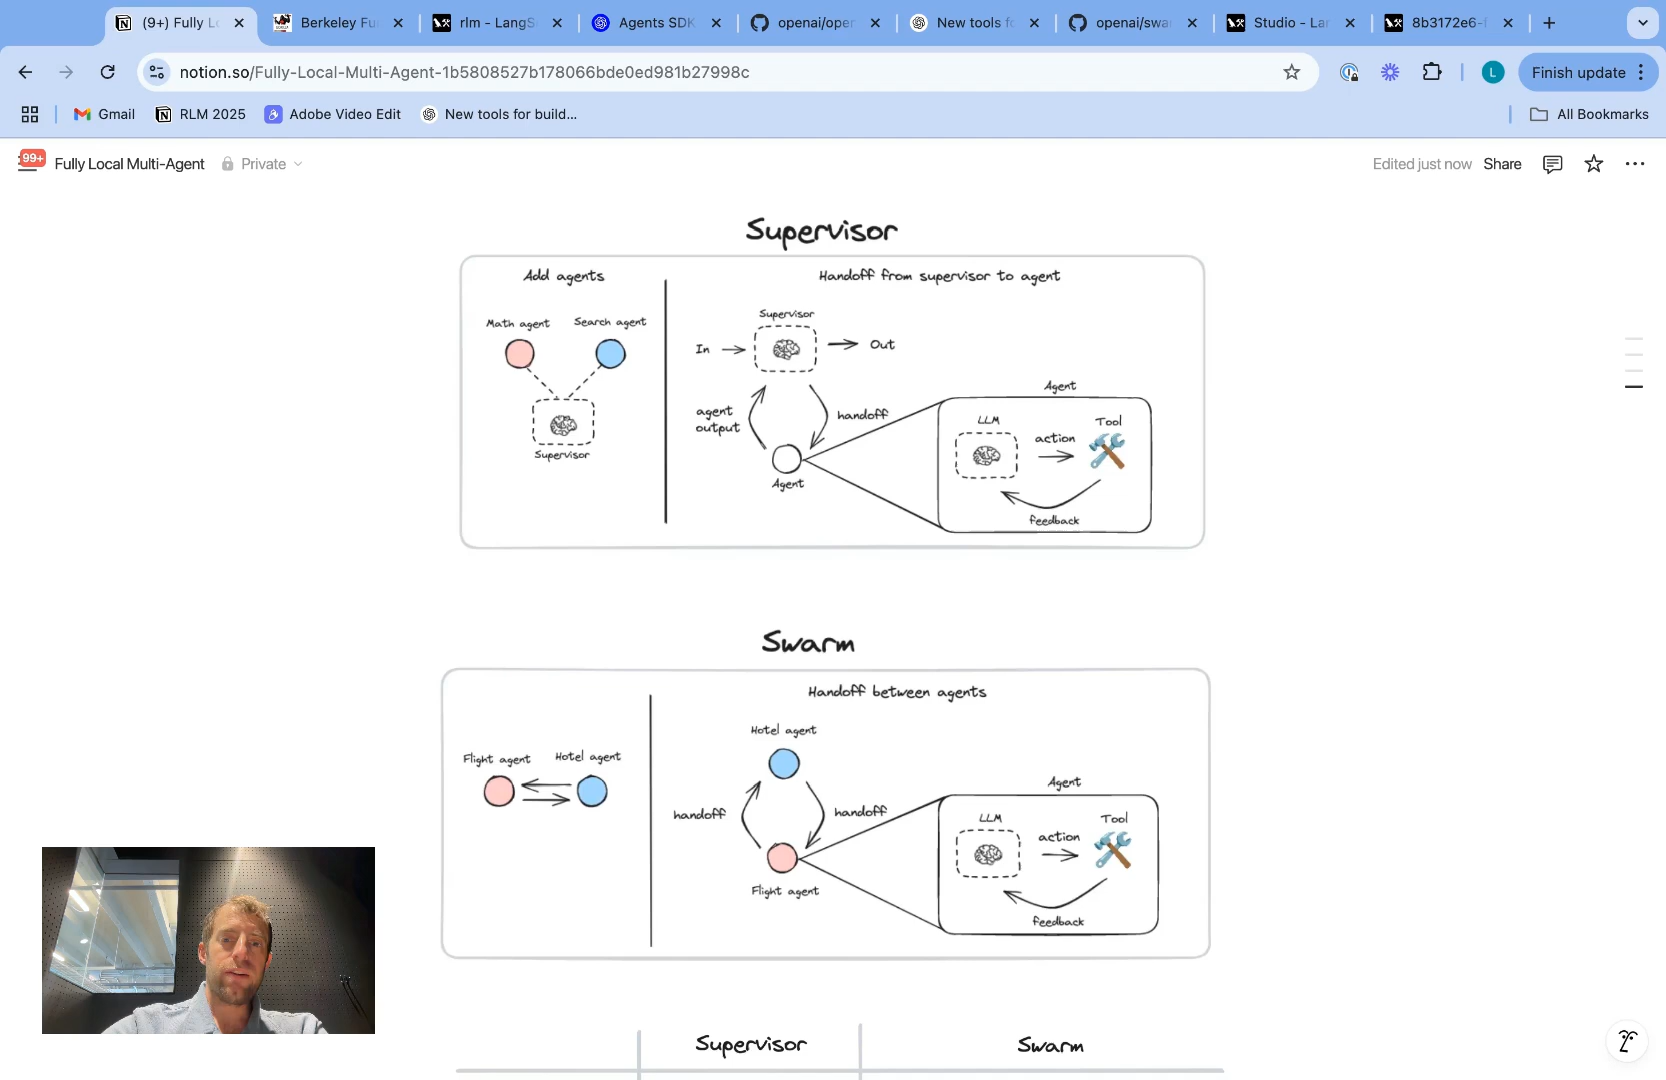 (9+) Fully Lo
Berkeley Fu
rlm - LangS
Agents SDK
openai/oper
New tools fo
openai/swar
Studio - Lan
8b3172e6-f
notion.so/Fully-Local-Multi-Agent-1b5808527b178066bde0ed981b27998c
L
Finish update
Gmail
RLM 2025
Adobe Video Edit
New tools for build...
All Bookmarks
99+
Fully Local Multi-Agent
Private
Edited just now
Share
Supervisor
Add agents
Math agent
Search agent
Supervisor
Handoff from supervisor to agent
Supervisor
In
Out
agent
output
handoff
Agent
Agent
LLM
action
Tool
feedback
Swarm
Flight agent
Hotel agent
Handoff between agents
Hotel agent
handoff
handoff
Flight agent
Agent
LLM
action
Tool
feedback
Supervisor
Swarm